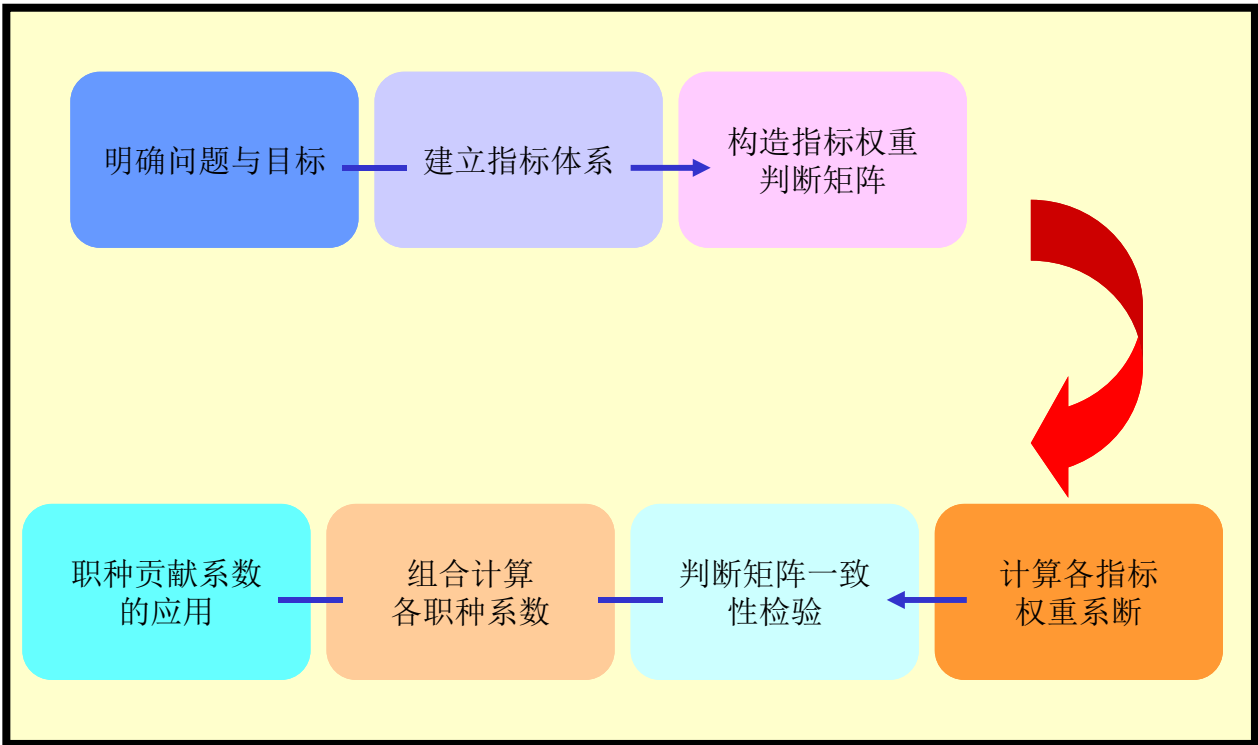 明确问题与目标
建立指标体系
构造指标权重
判断矩阵
计算各指标
权重系断
判断矩阵一致
性检验
组合计算
各职种系数
职种贡献系数
的应用